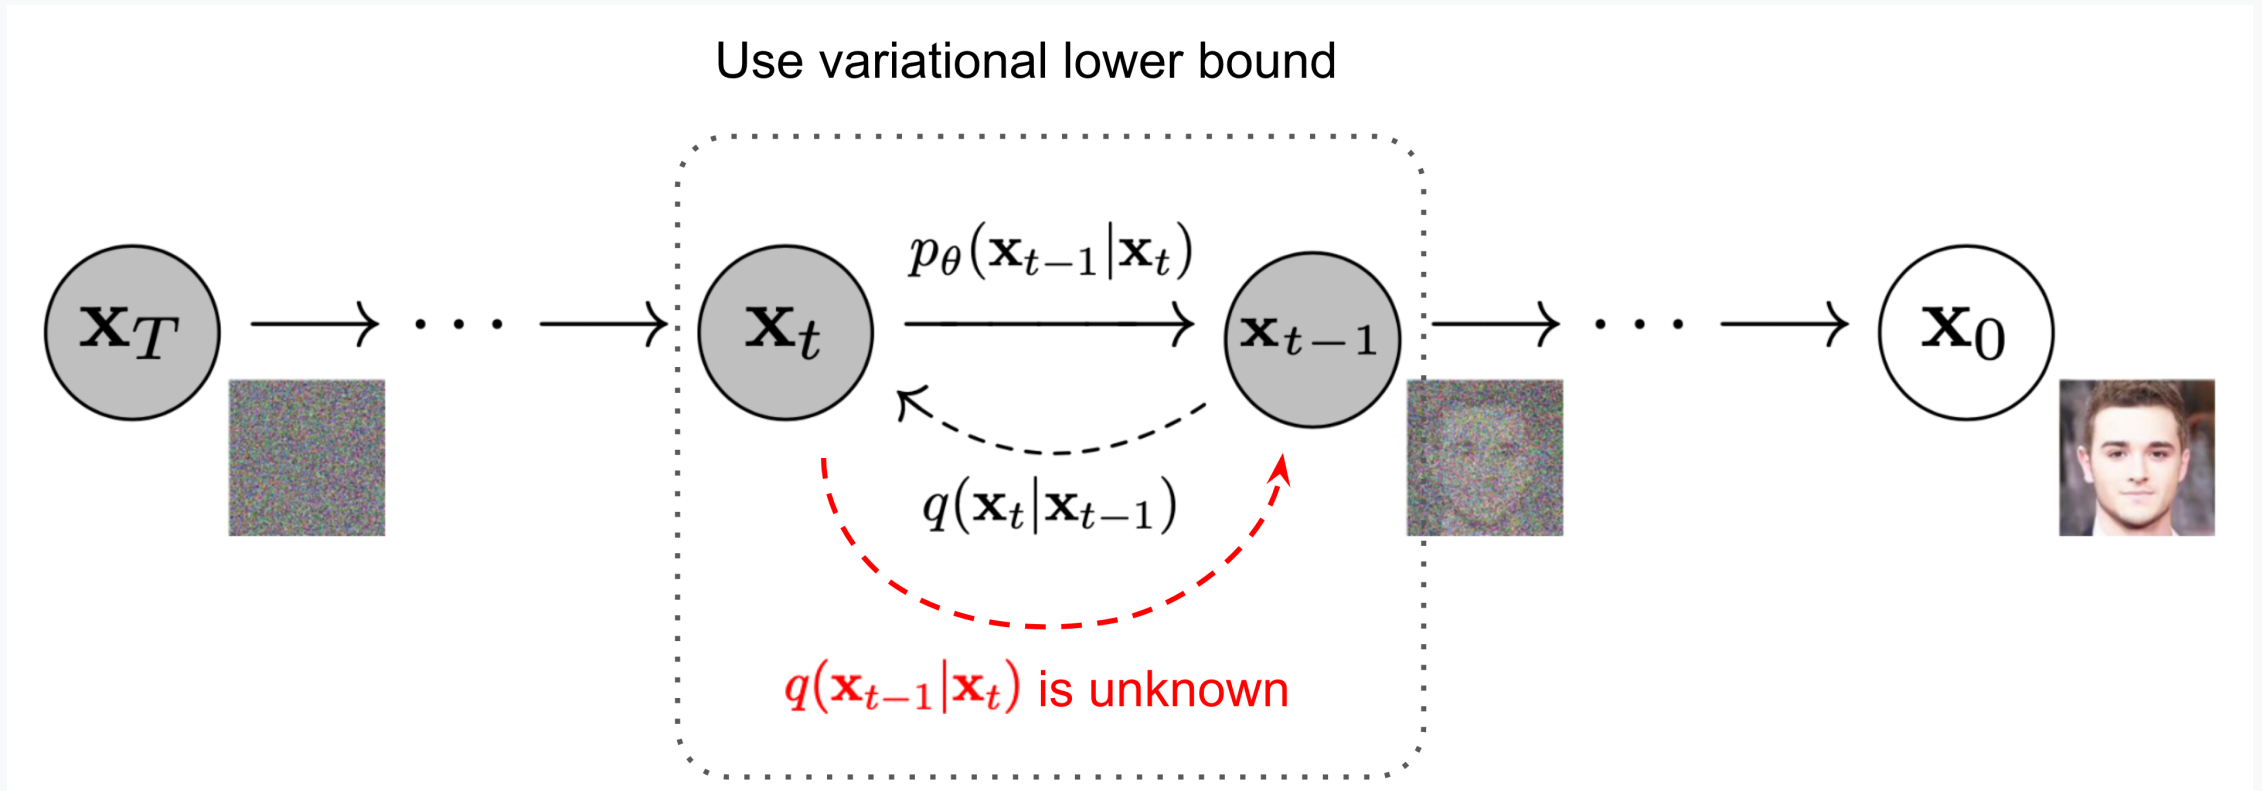 Use variational lower bound
p_θ(x_{t−1}|x_t)
x_T → ··· → x_t → x_{t−1} → ··· → x_0
q(x_t|x_{t−1})
q(x_{t−1}|x_t) is unknown